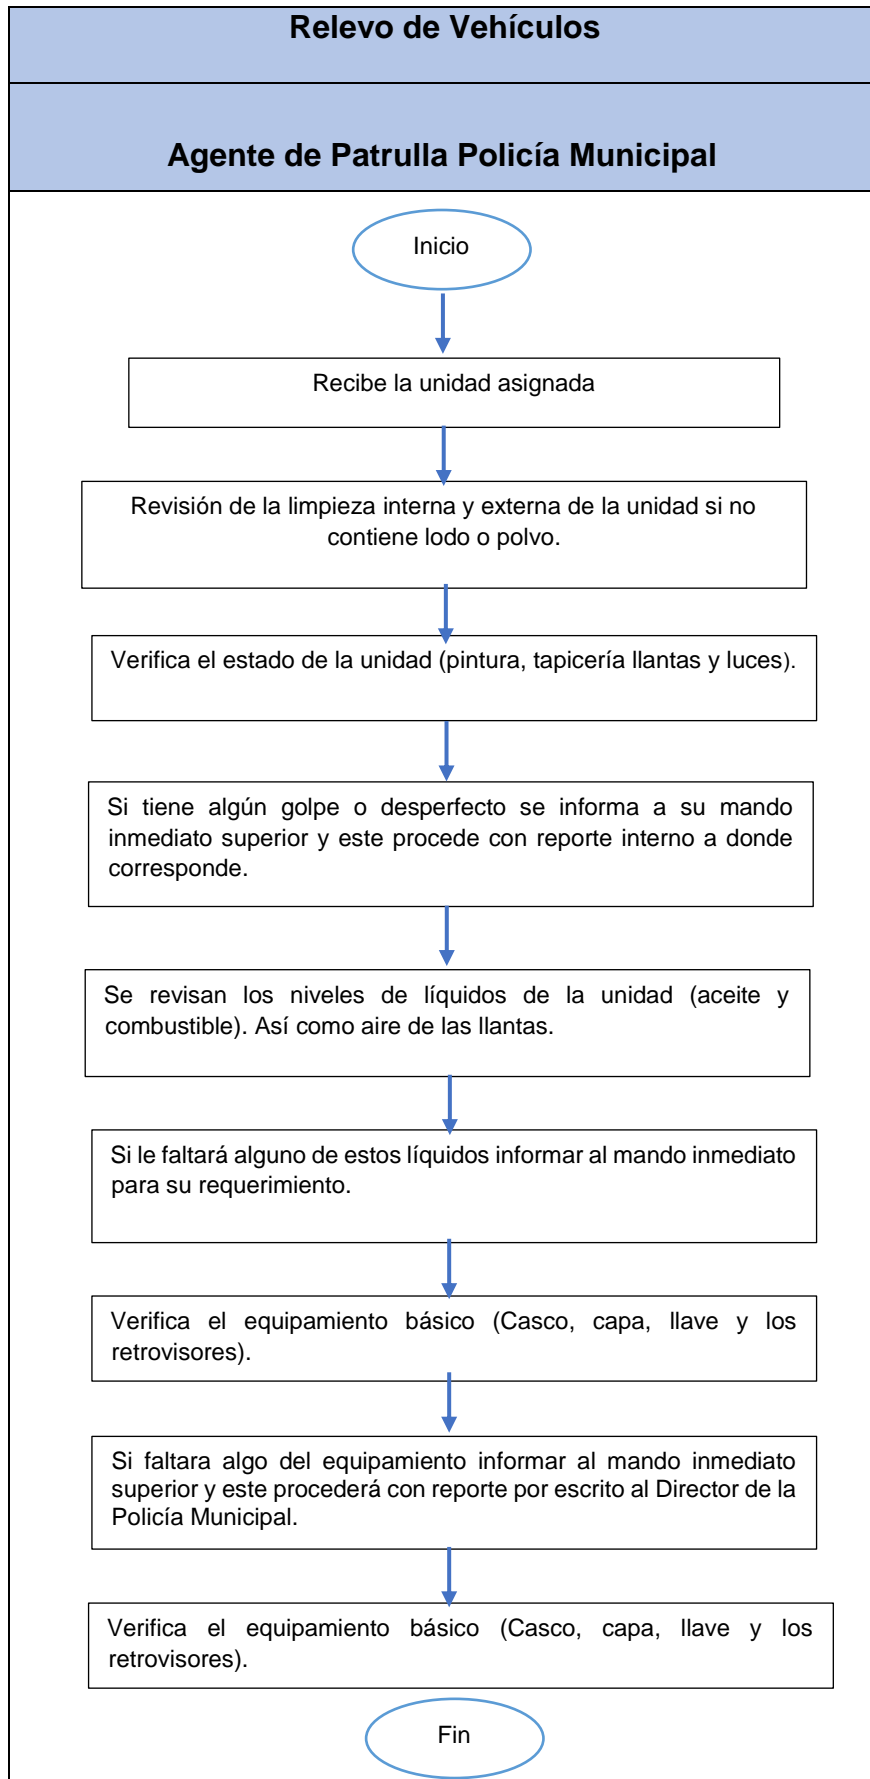 Relevo de Vehículos
Agente de Patrulla Policía Municipal
Inicio
Recibe la unidad asignada
Revisión de la limpieza interna y externa de la unidad si no
contiene lodo o polvo.
Verifica el estado de la unidad (pintura, tapicería llantas y luces).
Si tiene algún golpe o desperfecto se informa a su mando
inmediato superior y este procede con reporte interno a donde
corresponde.
Se revisan los niveles de líquidos de la unidad (aceite y
combustible). Así como aire de las llantas.
Si le faltará alguno de estos líquidos informar al mando inmediato
para su requerimiento.
Verifica el equipamiento básico (Casco, capa, llave y los
retrovisores).
Si faltara algo del equipamiento informar al mando inmediato
superior y este procederá con reporte por escrito al Director de la
Policía Municipal.
Verifica el equipamiento básico (Casco, capa, llave y los
retrovisores).
Fin